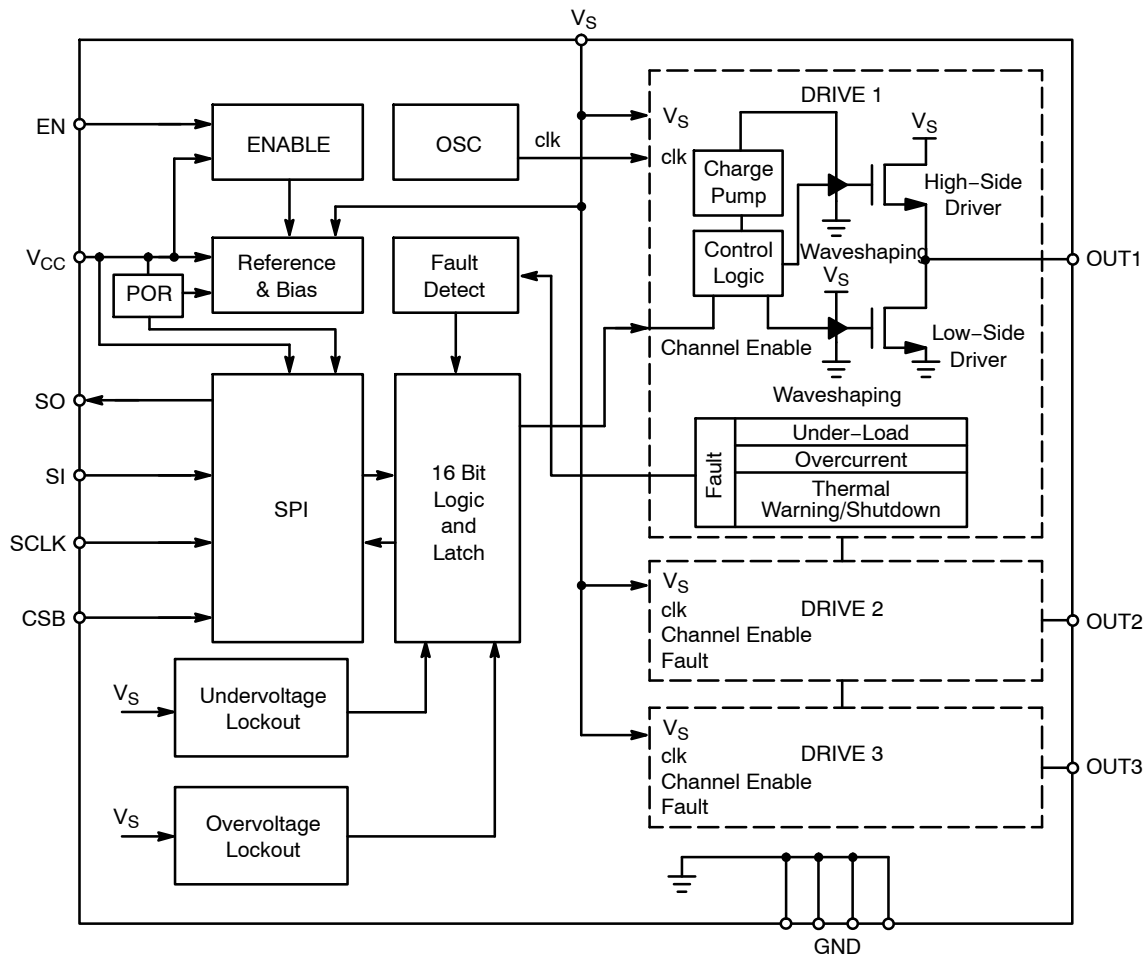 VS
EN
ENABLE
OSC
clk
VCC
POR
Reference
& Bias
Fault
Detect
SO
SI
SCLK
CSB
SPI
16 Bit
Logic
and
Latch
VS
Undervoltage
Lockout
VS
Overvoltage
Lockout
DRIVE 1
VS
clk
Charge
Pump
Control
Logic
Waveshaping
VS
High−Side
Driver
VS
Low−Side
Driver
Channel Enable
Waveshaping
Fault
Under−Load
Overcurrent
Thermal
Warning/Shutdown
OUT1
DRIVE 2
VS
clk
Channel Enable
Fault
OUT2
DRIVE 3
VS
clk
Channel Enable
Fault
OUT3
GND